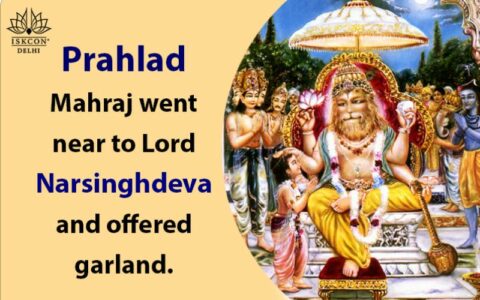 ISKCON
DELHI
Prahlad
Mahraj went
near to Lord
Narsinghdeva
and offered
garland.